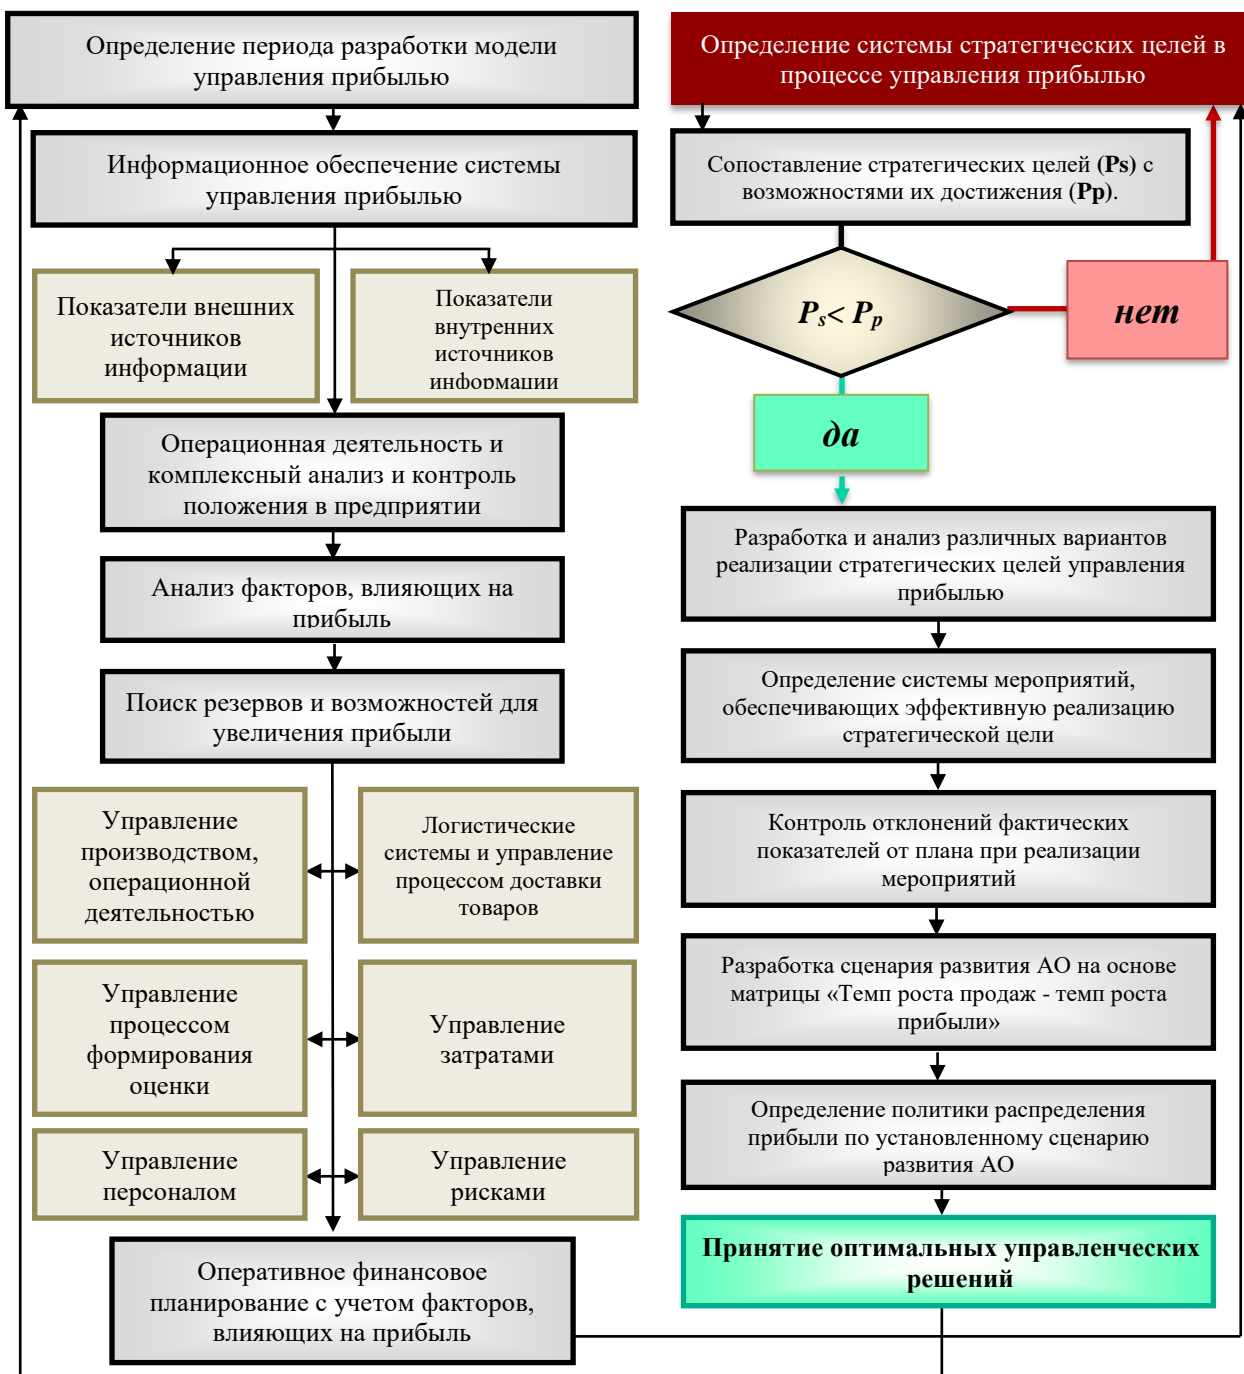 Определение периода разработки модели
управления прибылью
Информационное обеспечение системы
управления прибылью
Показатели внешних
источников
информации
Показатели
внутренних
источников
информации
Операционная деятельность и
комплексный анализ и контроль
положения в предприятии
Анализ факторов, влияющих на
прибыль
Поиск резервов и возможностей для
увеличения прибыли
Управление
производством,
операционной
деятельностью
Логистические
системы и управление
процессом доставки
товаров
Управление
процессом
формирования
оценки
Управление
затратами
Управление
персоналом
Управление
рисками
Оперативное финансовое
планирование с учетом факторов,
влияющих на прибыль
Определение системы стратегических целей в
процессе управления прибылью
Сопоставление стратегических целей (Ps) с
возможностями их достижения (Pp).
Ps< Pp
нет
да
Разработка и анализ различных вариантов
реализации стратегических целей управления
прибылью
Определение системы мероприятий,
обеспечивающих эффективную реализацию
стратегической цели
Контроль отклонений фактических
показателей от плана при реализации
мероприятий
Разработка сценария развития АО на основе
матрицы «Темп роста продаж - темп роста
прибыли»
Определение политики распределения
прибыли по установленному сценарию
развития АО
Принятие оптимальных управленческих
решений